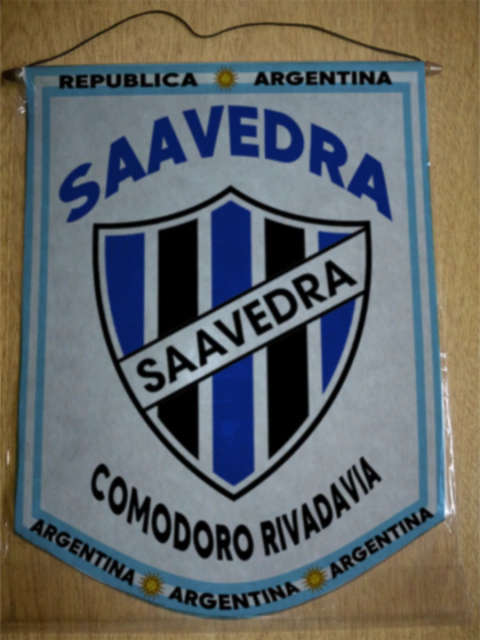 REPUBLICA ARGENTINA
SAAVEDRA
SAAVEDRA
COMODORO RIVADAVIA
ARGENTINA ARGENTINA ARGENTINA